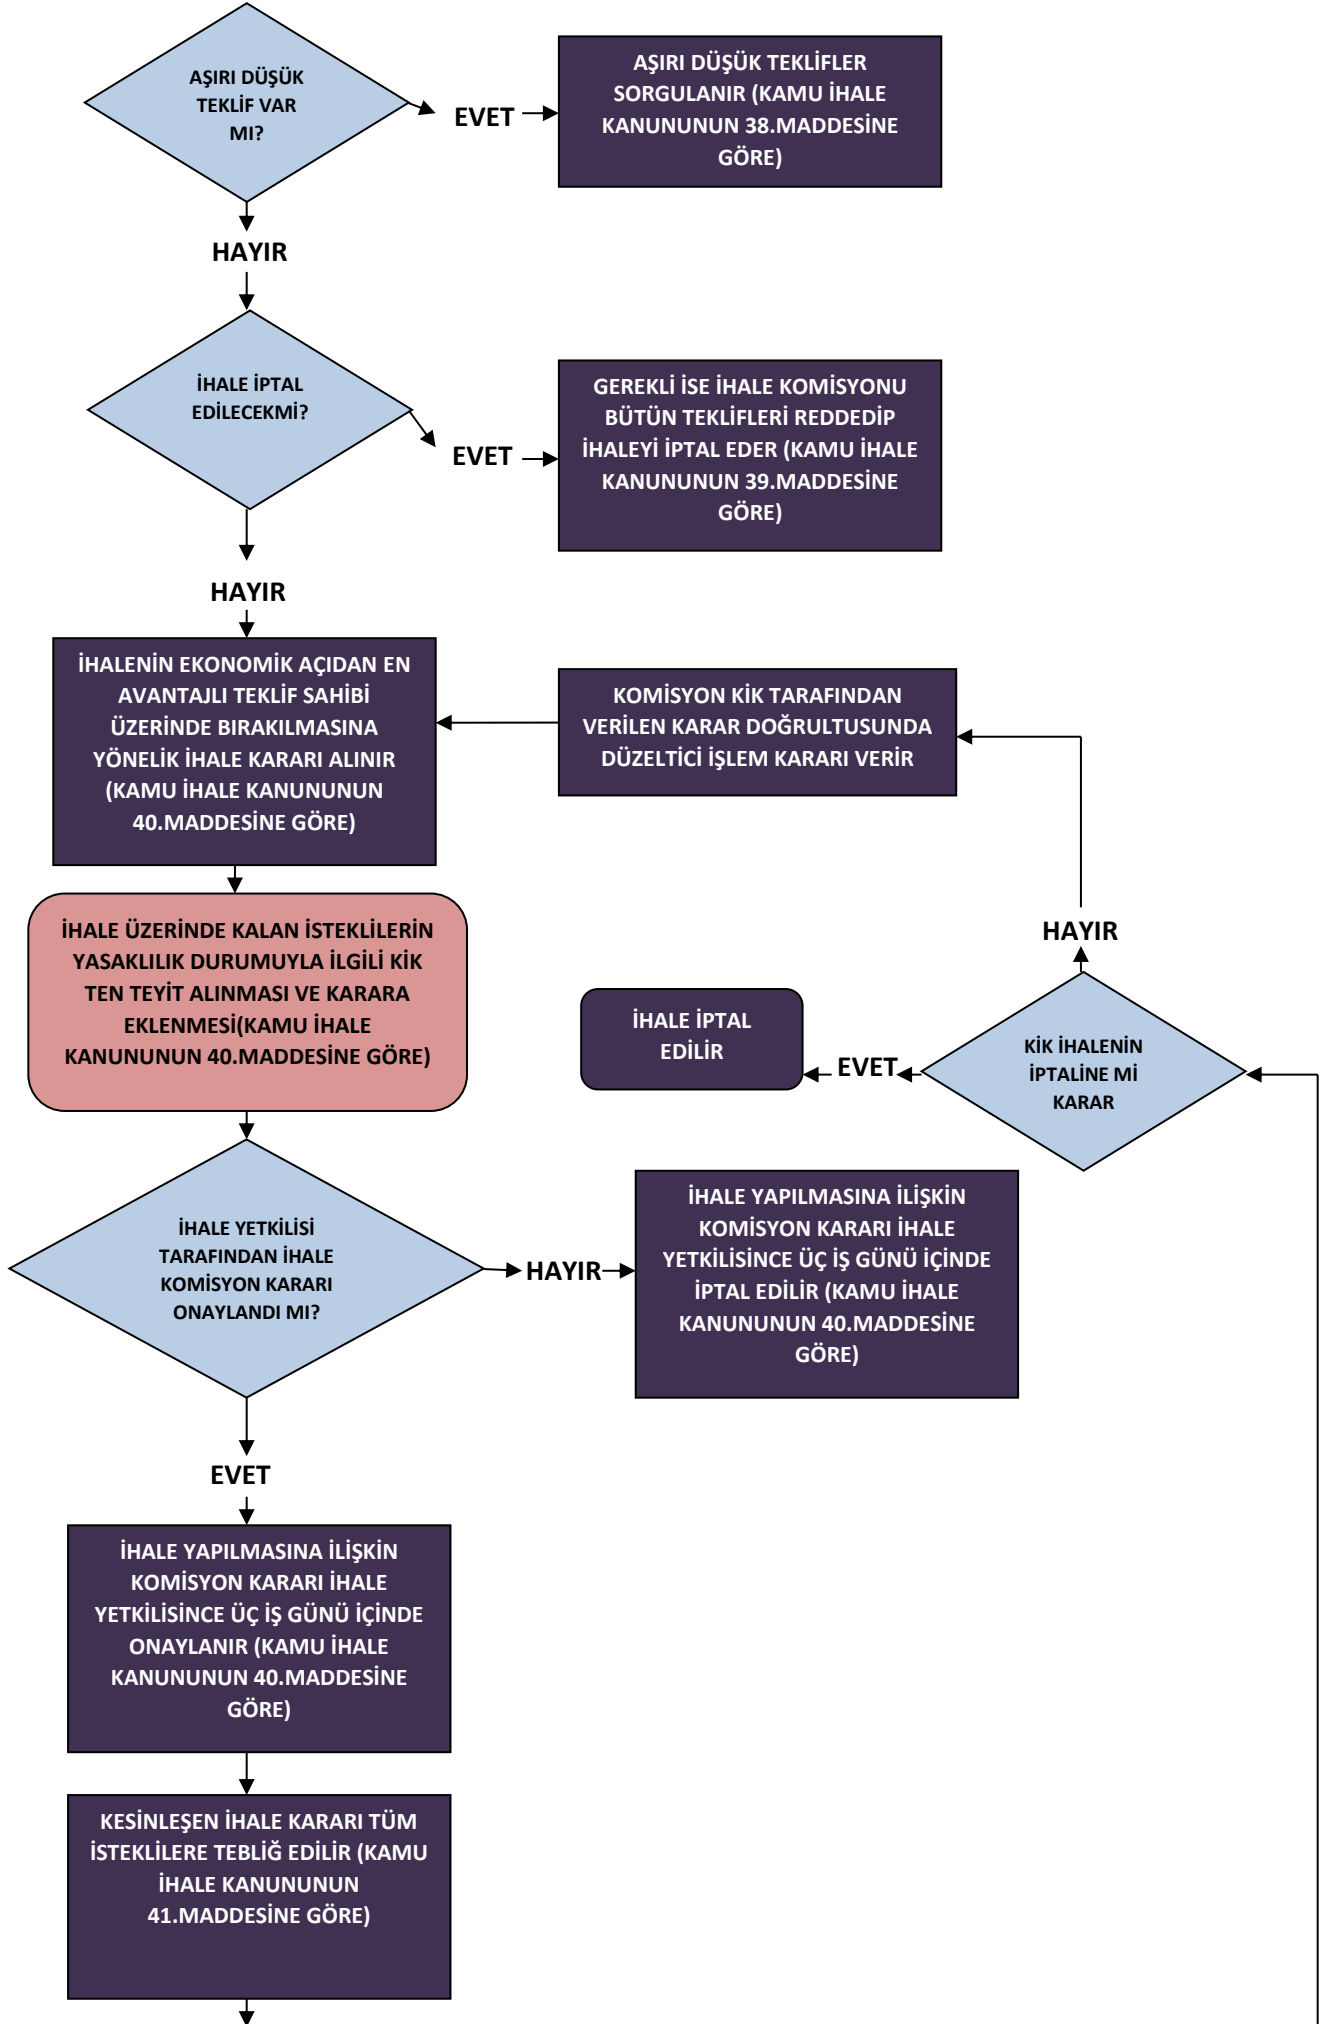 AŞIRI DÜŞÜK
TEKLİF VAR
MI?
EVET
AŞIRI DÜŞÜK TEKLİFLER
SORGULANIR (KAMU İHALE
KANUNUNUN 38.MADDESİNE
GÖRE)
HAYIR
İHALE İPTAL
EDİLECEKMİ?
EVET
GEREKLİ İSE İHALE KOMİSYONU
BÜTÜN TEKLİFLERİ REDDEDİP
İHALEYİ İPTAL EDER (KAMU İHALE
KANUNUNUN 39.MADDESİNE
GÖRE)
HAYIR
İHALENİN EKONOMİK AÇIDAN EN
AVANTAJLI TEKLİF SAHİBİ
ÜZERİNDE BIRAKILMASINA
YÖNELİK İHALE KARARI ALINIR
(KAMU İHALE KANUNUNUN
40.MADDESİNE GÖRE)
KOMİSYON KİK TARAFINDAN
VERİLEN KARAR DOĞRULTUSUNDA
DÜZELTİCİ İŞLEM KARARI VERİR
HAYIR
İHALE ÜZERİNDE KALAN İSTEKLİLERİN
YASAKLILIK DURUMUYLA İLGİLİ KİK
TEN TEYİT ALINMASI VE KARARA
EKLENMESİ(KAMU İHALE
KANUNUNUN 40.MADDESİNE GÖRE)
İHALE İPTAL
EDİLİR
EVET
KİK İHALENİN
İPTALİNE Mİ
KARAR
İHALE YETKİLİSİ
TARAFINDAN İHALE
KOMİSYON KARARI
ONAYLANDI MI?
HAYIR
İHALE YAPILMASINA İLİŞKİN
KOMİSYON KARARI İHALE
YETKİLİSİNCE ÜÇ İŞ GÜNÜ İÇİNDE
İPTAL EDİLİR (KAMU İHALE
KANUNUNUN 40.MADDESİNE
GÖRE)
EVET
İHALE YAPILMASINA İLİŞKİN
KOMİSYON KARARI İHALE
YETKİLİSİNCE ÜÇ İŞ GÜNÜ İÇİNDE
ONAYLANIR (KAMU İHALE
KANUNUNUN 40.MADDESİNE
GÖRE)
KESİNLEŞEN İHALE KARARI TÜM
İSTEKLİLERE TEBLİĞ EDİLİR (KAMU
İHALE KANUNUNUN
41.MADDESİNE GÖRE)